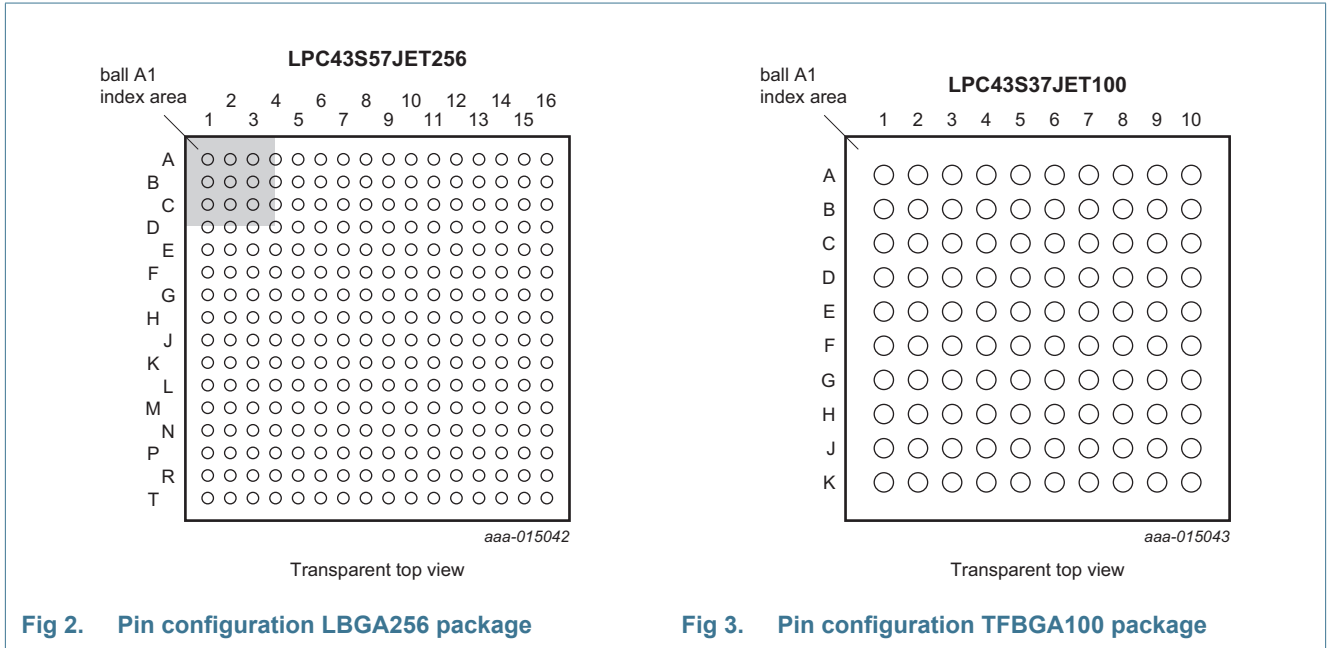 LPC43S57JET256
ball A1
index area
2 4 6 8 10 12 14 16
1 3 5 7 9 11 13 15
A
B
C
D
E
F
G
H
J
K
L
M
N
P
R
T
aaa-015042
Transparent top view
Fig 2. Pin configuration LBGA256 package
LPC43S37JET100
ball A1
index area
1 2 3 4 5 6 7 8 9 10
A
B
C
D
E
F
G
H
J
K
aaa-015043
Transparent top view
Fig 3. Pin configuration TFBGA100 package